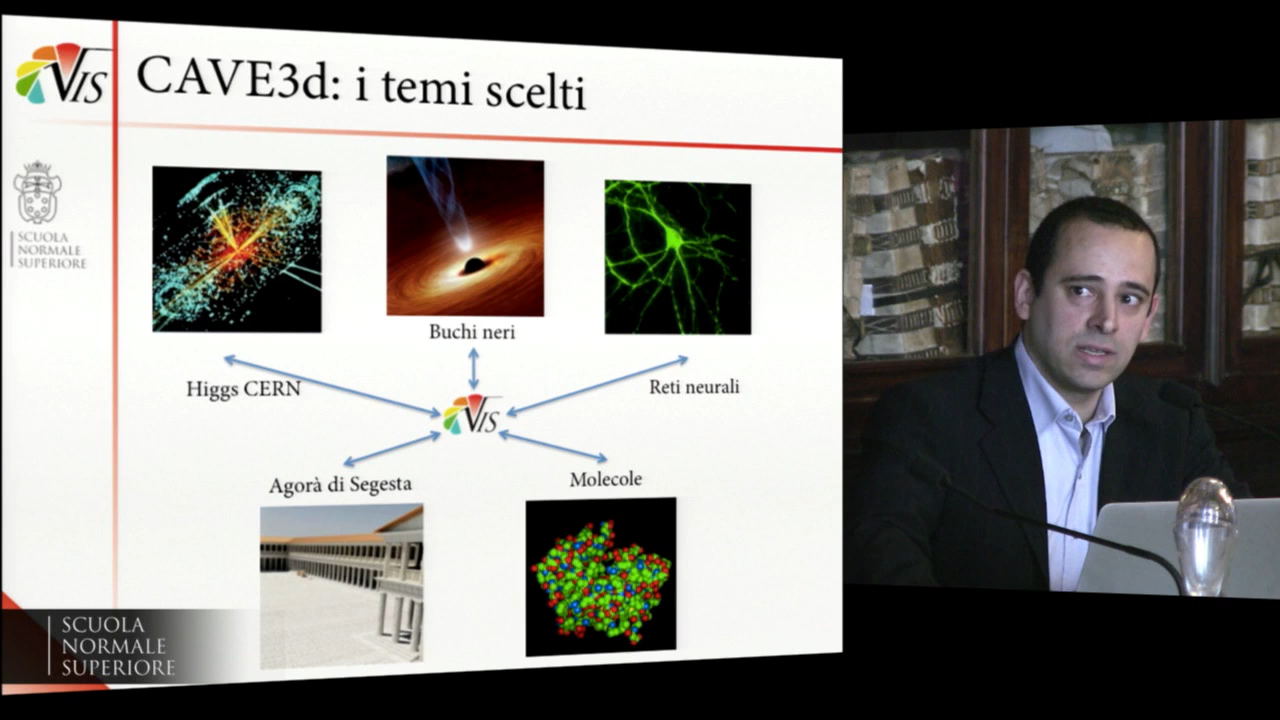 VIS
CAVE3d: i temi scelti
SCUOLA
NORMALE
SUPERIORE
Buchi neri
Higgs CERN
Reti neurali
VIS
Agorà di Segesta
Molecole
SCUOLA
NORMALE
SUPERIORE